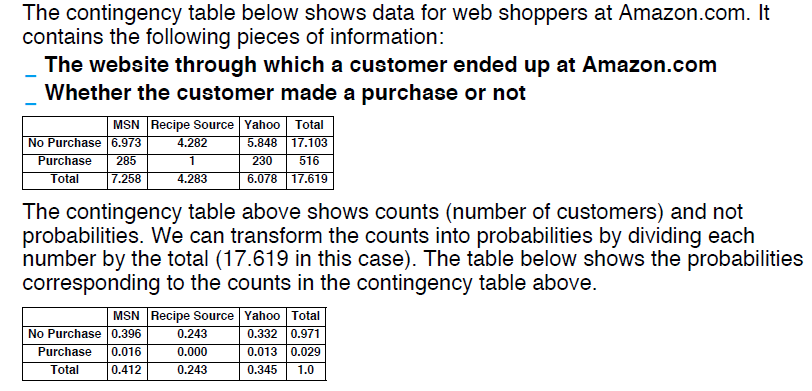 The contingency table below shows data for web shoppers at Amazon.com. It
contains the following pieces of information:
_ The website through which a customer ended up at Amazon.com
_ Whether the customer made a purchase or not
MSN Recipe Source Yahoo Total
No Purchase 6.973 4.282 5.848 17.103
Purchase 285 1 230 516
Total 7.258 4.283 6.078 17.619
The contingency table above shows counts (number of customers) and not
probabilities. We can transform the counts into probabilities by dividing each
number by the total (17.619 in this case). The table below shows the probabilities
corresponding to the counts in the contingency table above.
MSN Recipe Source Yahoo Total
No Purchase 0.396 0.243 0.332 0.971
Purchase 0.016 0.000 0.013 0.029
Total 0.412 0.243 0.345 1.0